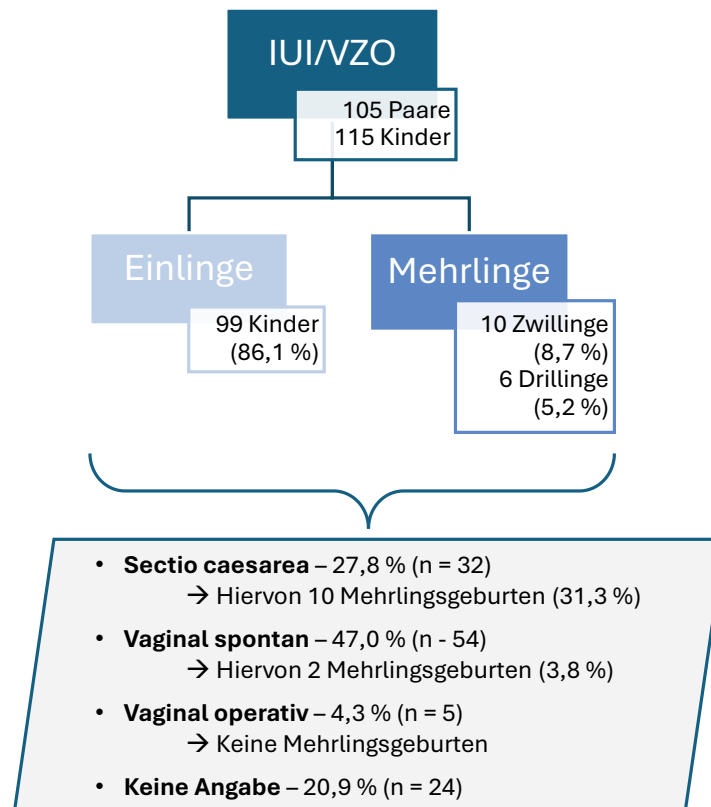 IUI/VZO
105 Paare
115 Kinder
Einlinge
99 Kinder
(86,1 %)
Mehrlinge
10 Zwillinge
(8,7 %)
6 Drillinge
(5,2 %)
• Sectio caesarea – 27,8 % (n = 32)
→ Hiervon 10 Mehrlingsgeburten (31,3 %)
• Vaginal spontan – 47,0 % (n - 54)
→ Hiervon 2 Mehrlingsgeburten (3,8 %)
• Vaginal operativ – 4,3 % (n = 5)
→ Keine Mehrlingsgeburten
• Keine Angabe – 20,9 % (n = 24)